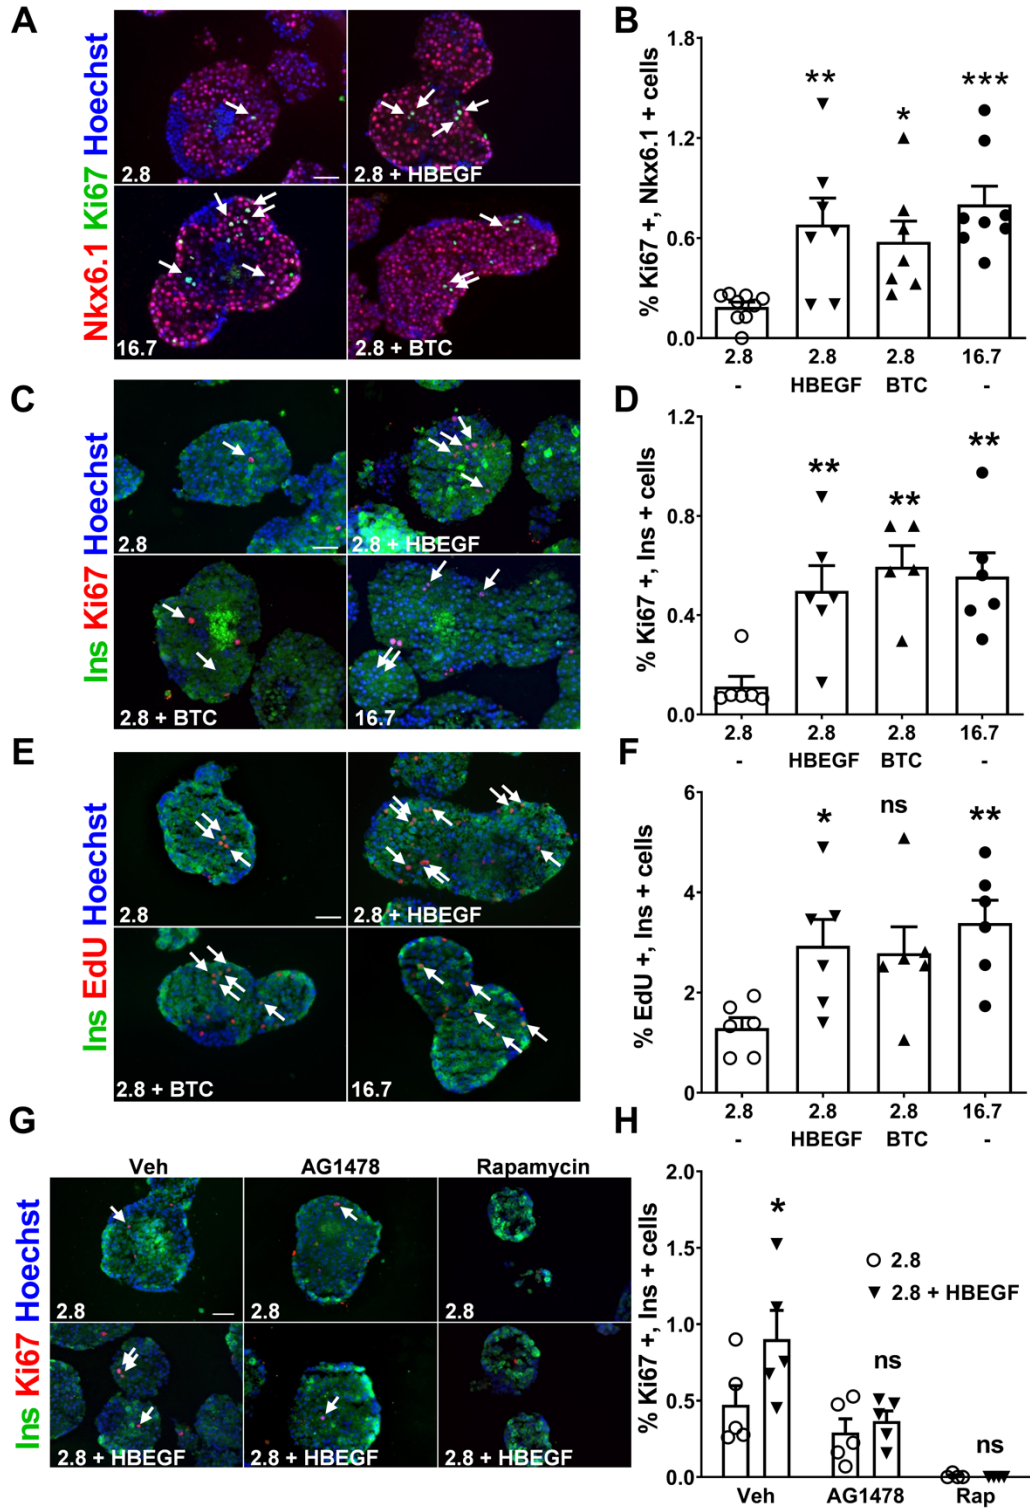 A
Nkx6.1 Ki67 Hoechst
2.8
2.8 + HBEGF
16.7
2.8 + BTC
B
% Ki67 +, Nkx6.1 + cells
1.8
1.2
0.6
0.0
**
*
***
2.8 2.8 2.8 16.7
- HBEGF BTC -
C
Ins Ki67 Hoechst
2.8
2.8 + HBEGF
2.8 + BTC
16.7
D
% Ki67 +, Ins + cells
1.2
0.8
0.4
0.0
**
**
**
2.8 2.8 2.8 16.7
- HBEGF BTC -
E
Ins EdU Hoechst
2.8
2.8 + HBEGF
2.8 + BTC
16.7
F
% EdU +, Ins + cells
6
4
2
0
*
ns
**
2.8 2.8 2.8 16.7
- HBEGF BTC -
G
Ins Ki67 Hoechst
Veh AG1478 Rapamycin
2.8
2.8
2.8
2.8 + HBEGF
2.8 + HBEGF
2.8 + HBEGF
H
% Ki67 +, Ins + cells
2.0
1.5
1.0
0.5
0.0
*
ns
ns
2.8
2.8 + HBEGF
Veh AG1478 Rap